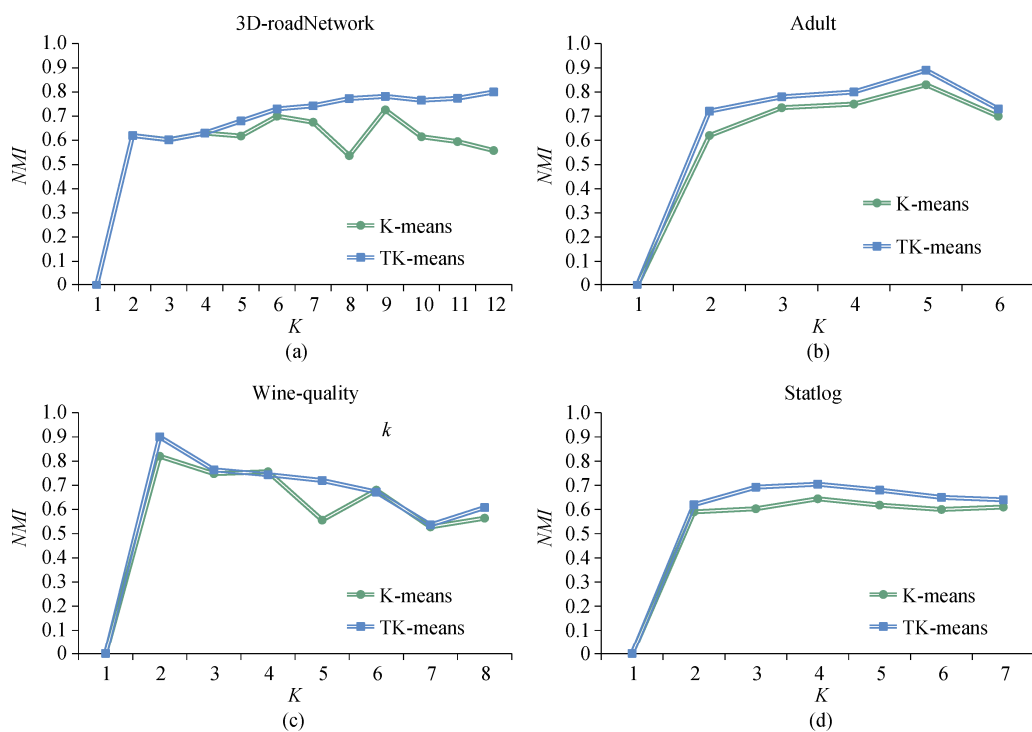 3D-roadNetwork
1.0
0.9
0.8
0.7
0.6
0.5
0.4
0.3
0.2
0.1
0
NMI
K-means
TK-means
1 2 3 4 5 6 7 8 9 10 11 12
K
(a)
Adult
1.0
0.9
0.8
0.7
0.6
0.5
0.4
0.3
0.2
0.1
0
NMI
K-means
TK-means
1 2 3 4 5 6
K
(b)
Wine-quality
1.0
0.9
0.8
0.7
0.6
0.5
0.4
0.3
0.2
0.1
0
NMI
k
K-means
TK-means
1 2 3 4 5 6 7 8
K
(c)
Statlog
1.0
0.9
0.8
0.7
0.6
0.5
0.4
0.3
0.2
0.1
0
NMI
K-means
TK-means
1 2 3 4 5 6 7
K
(d)